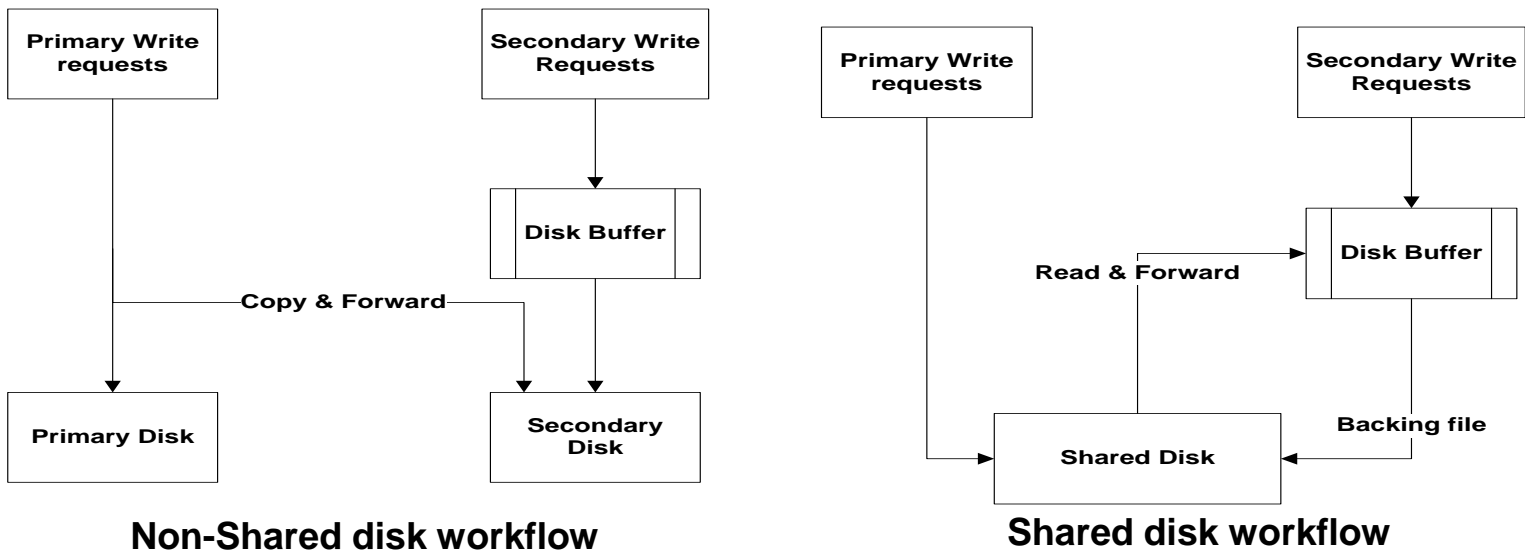 Primary Write
requests
Secondary Write
Requests
Disk Buffer
Copy & Forward
Primary Disk
Secondary
Disk
Non-Shared disk workflow
Primary Write
requests
Secondary Write
Requests
Disk Buffer
Read & Forward
Backing file
Shared Disk
Shared disk workflow